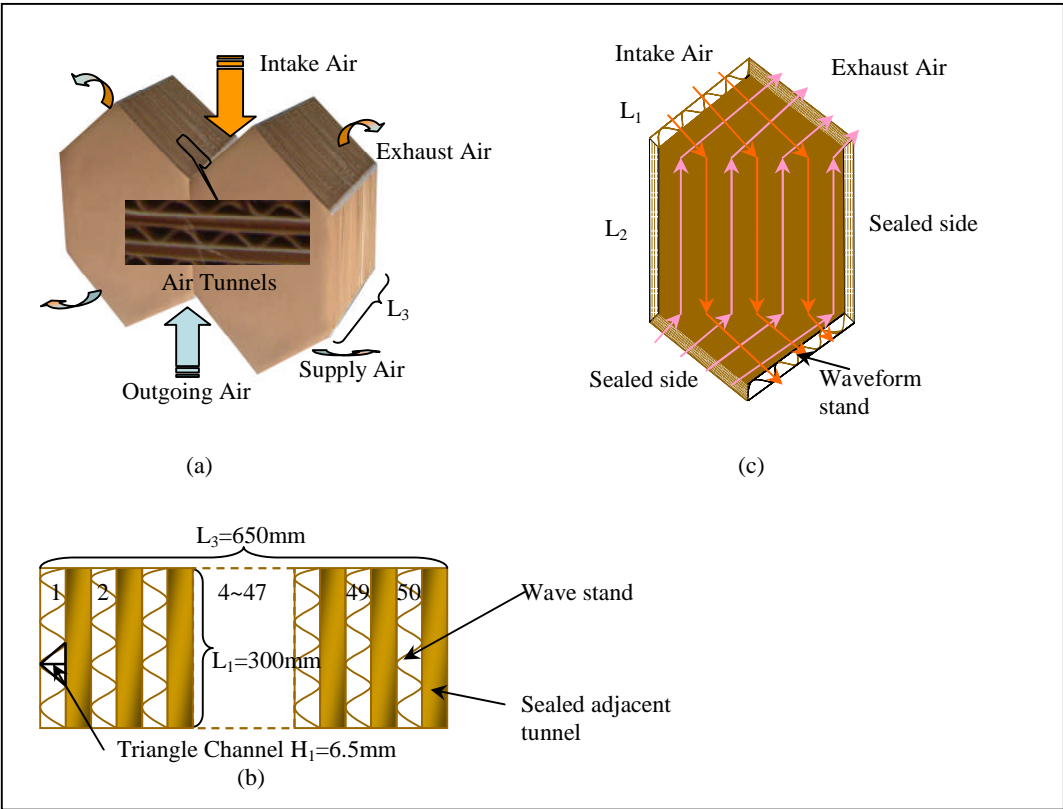 Intake Air
Exhaust Air
Air Tunnels
L3
Supply Air
Outgoing Air
(a)
Intake Air
Exhaust Air
L1
L2
Sealed side
Sealed side
Waveform
stand
(c)
L3=650mm
1 2 4~47 49 50
Wave stand
L1=300mm
Sealed adjacent
tunnel
Triangle Channel H1=6.5mm
(b)